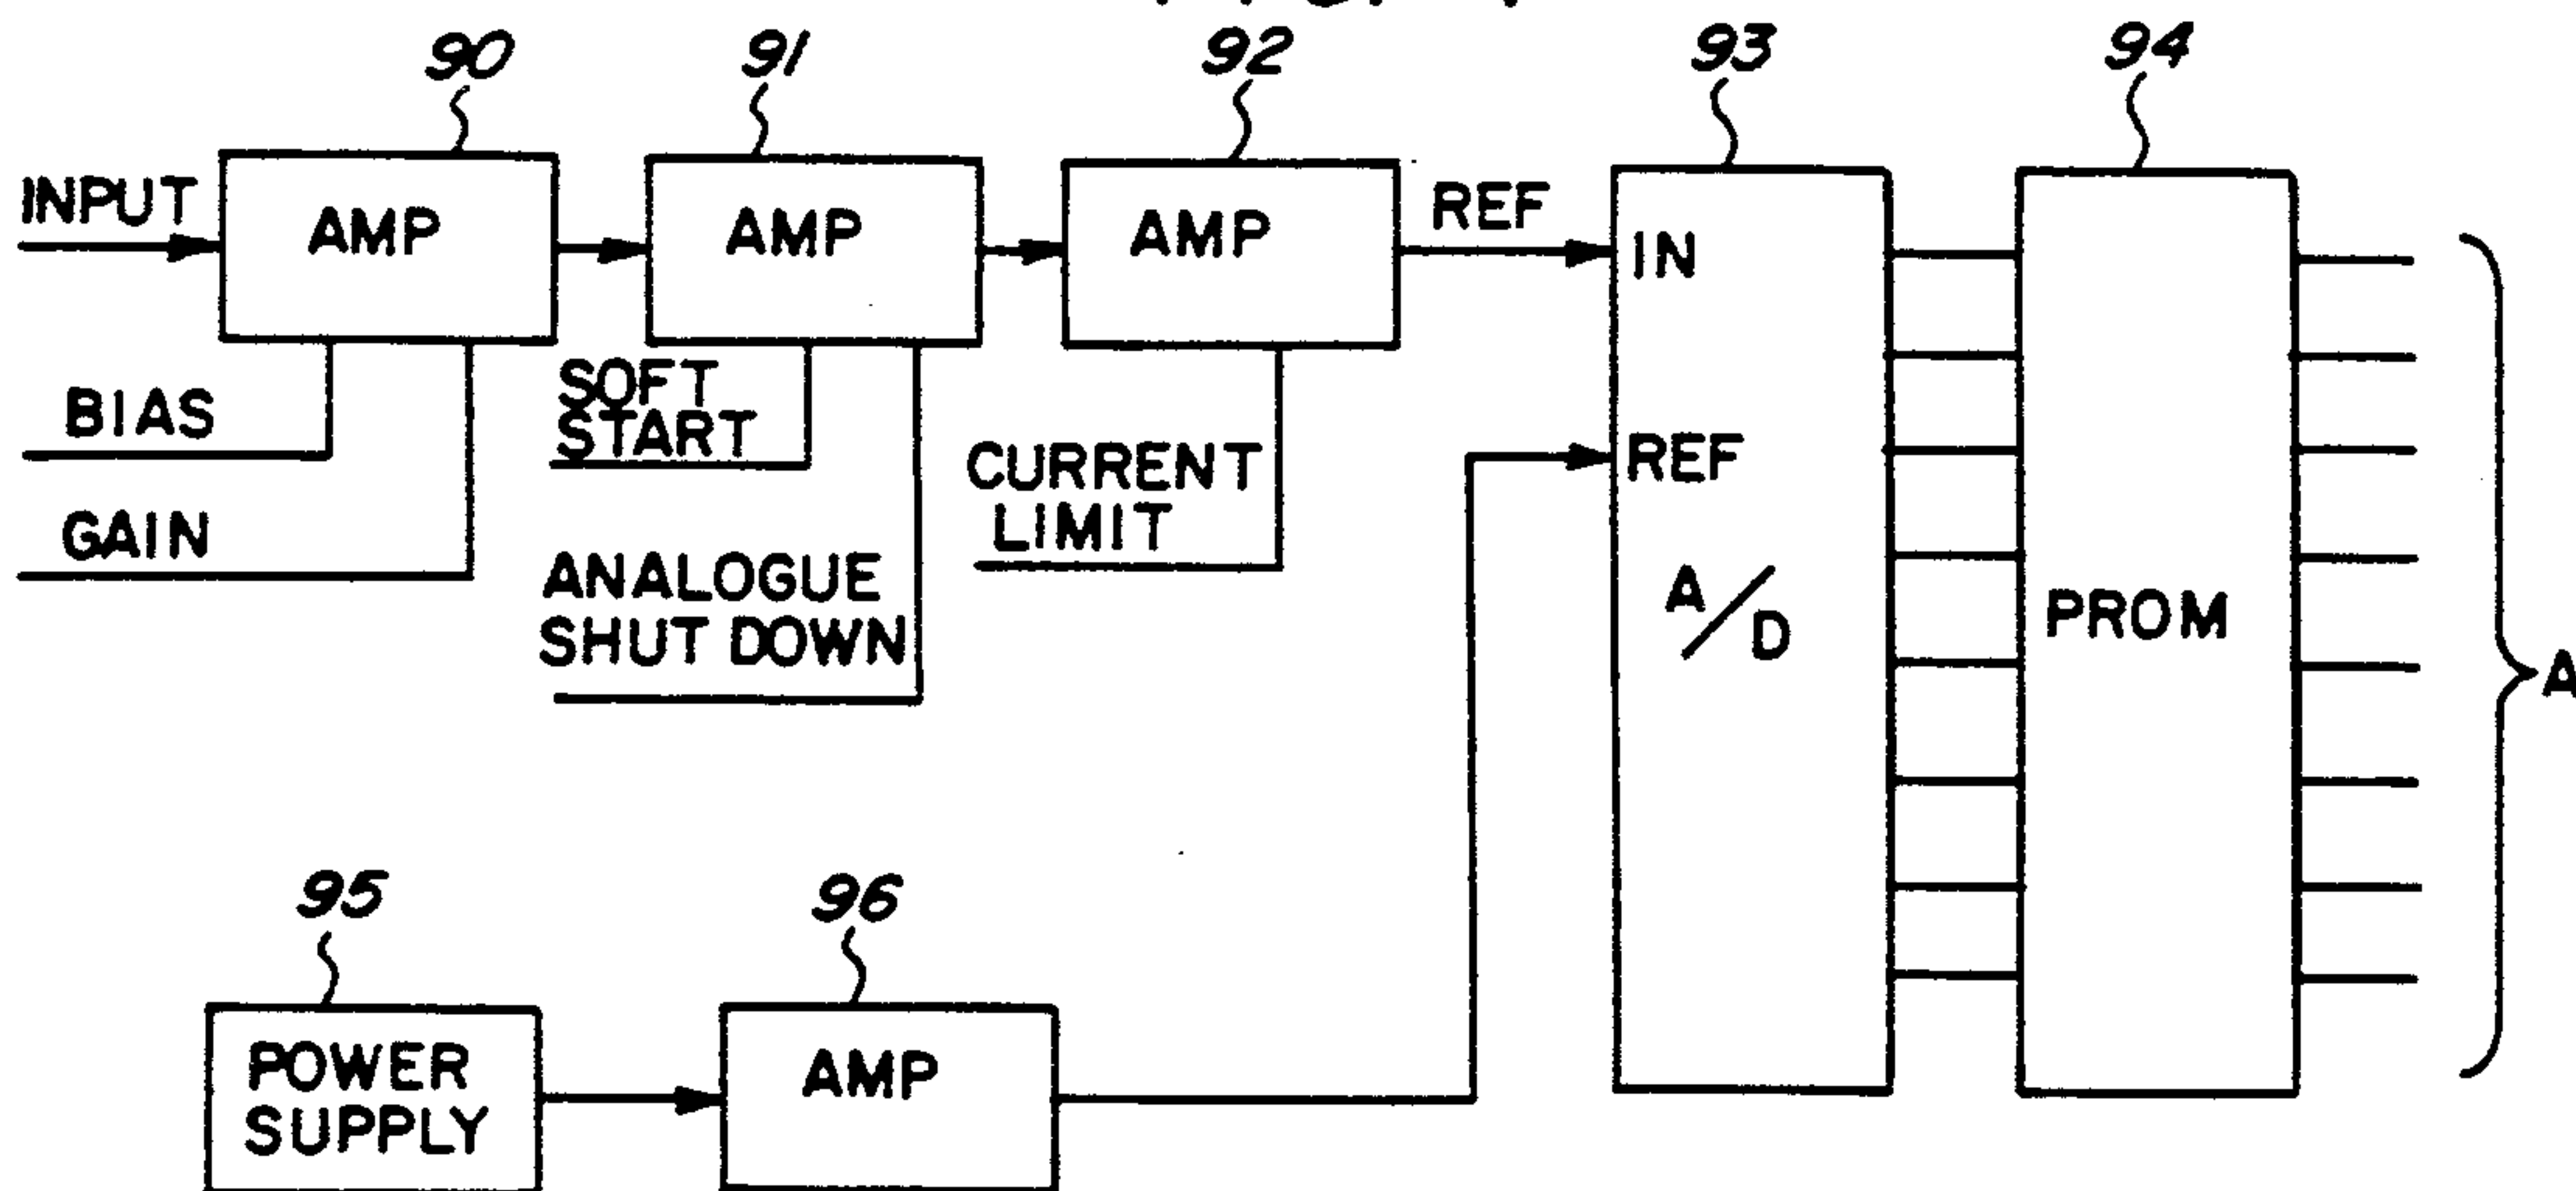 90 91 92 93 94
INPUT AMP AMP AMP REF IN
BIAS
GAIN
SOFT
START
ANALOGUE
SHUT DOWN
CURRENT
LIMIT
REF
A/D
PROM
A
95 96
POWER
SUPPLY
AMP